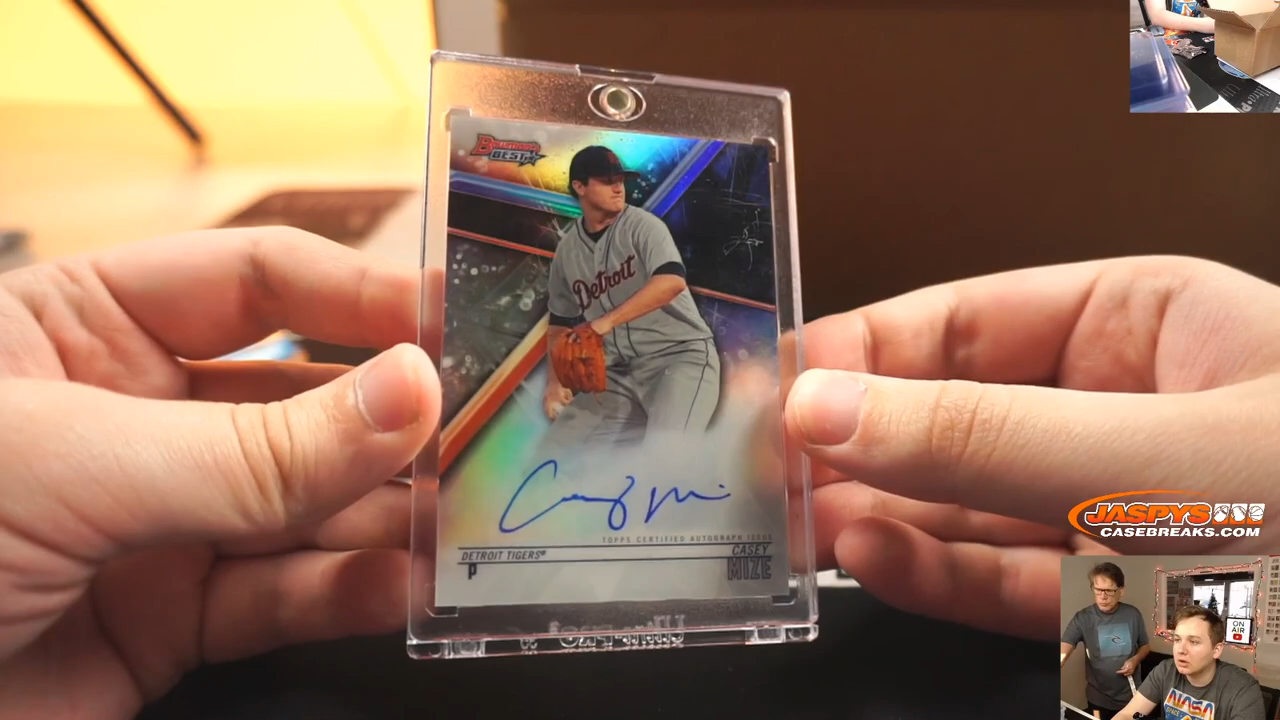 BOWMAN'S
BEST
Detroit
TOPPS CERTIFIED AUTOGRAPH ISSUE
DETROIT TIGERS®
CASEY
P
MIZE
JASPYS
CASEBREAKS.COM
ON
AIR
NASA